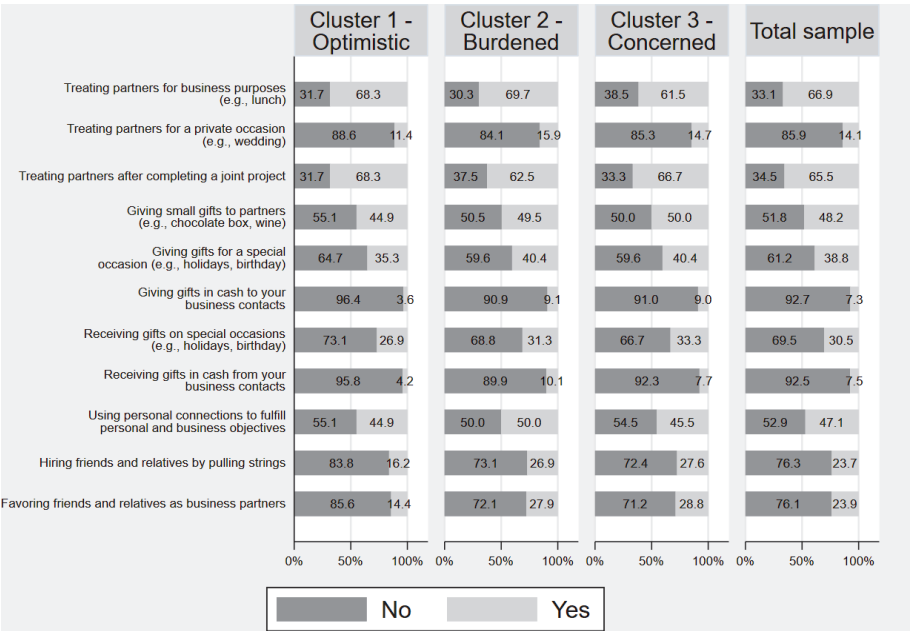 Cluster 1 -
Optimistic
Cluster 2 -
Burdened
Cluster 3 -
Concerned
Total sample
Treating partners for business purposes
(e.g., lunch)
31.7 68.3 30.3 69.7 38.5 61.5 33.1 66.9
Treating partners for a private occasion
(e.g., wedding)
88.6 11.4 84.1 15.9 85.3 14.7 85.9 14.1
Treating partners after completing a joint project
31.7 68.3 37.5 62.5 33.3 66.7 34.5 65.5
Giving small gifts to partners
(e.g., chocolate box, wine)
55.1 44.9 50.5 49.5 50.0 50.0 51.8 48.2
Giving gifts for a special
occasion (e.g., holidays, birthday)
64.7 35.3 59.6 40.4 59.6 40.4 61.2 38.8
Giving gifts in cash to your
business contacts
96.4 3.6 90.9 9.1 91.0 9.0 92.7 7.3
Receiving gifts on special occasions
(e.g., holidays, birthday)
73.1 26.9 68.8 31.3 66.7 33.3 69.5 30.5
Receiving gifts in cash from your
business contacts
95.8 4.2 89.9 10.1 92.3 7.7 92.5 7.5
Using personal connections to fulfill
personal and business objectives
55.1 44.9 50.0 50.0 54.5 45.5 52.9 47.1
Hiring friends and relatives by pulling strings
83.8 16.2 73.1 26.9 72.4 27.6 76.3 23.7
Favoring friends and relatives as business partners
85.6 14.4 72.1 27.9 71.2 28.8 76.1 23.9
0% 50% 100% 0% 50% 100% 0% 50% 100% 0% 50% 100%
No Yes